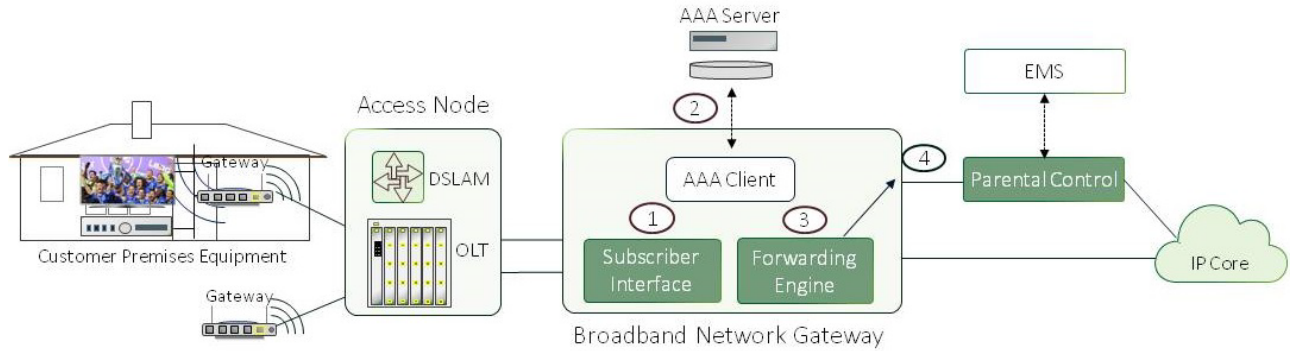 AAA Server
EMS
Access Node
2
Gateway
DSLAM
AAA Client
4
Parental Control
1
3
OLT
Customer Premises Equipment
Subscriber
Interface
Forwarding
Engine
IP Core
Gateway
Broadband Network Gateway